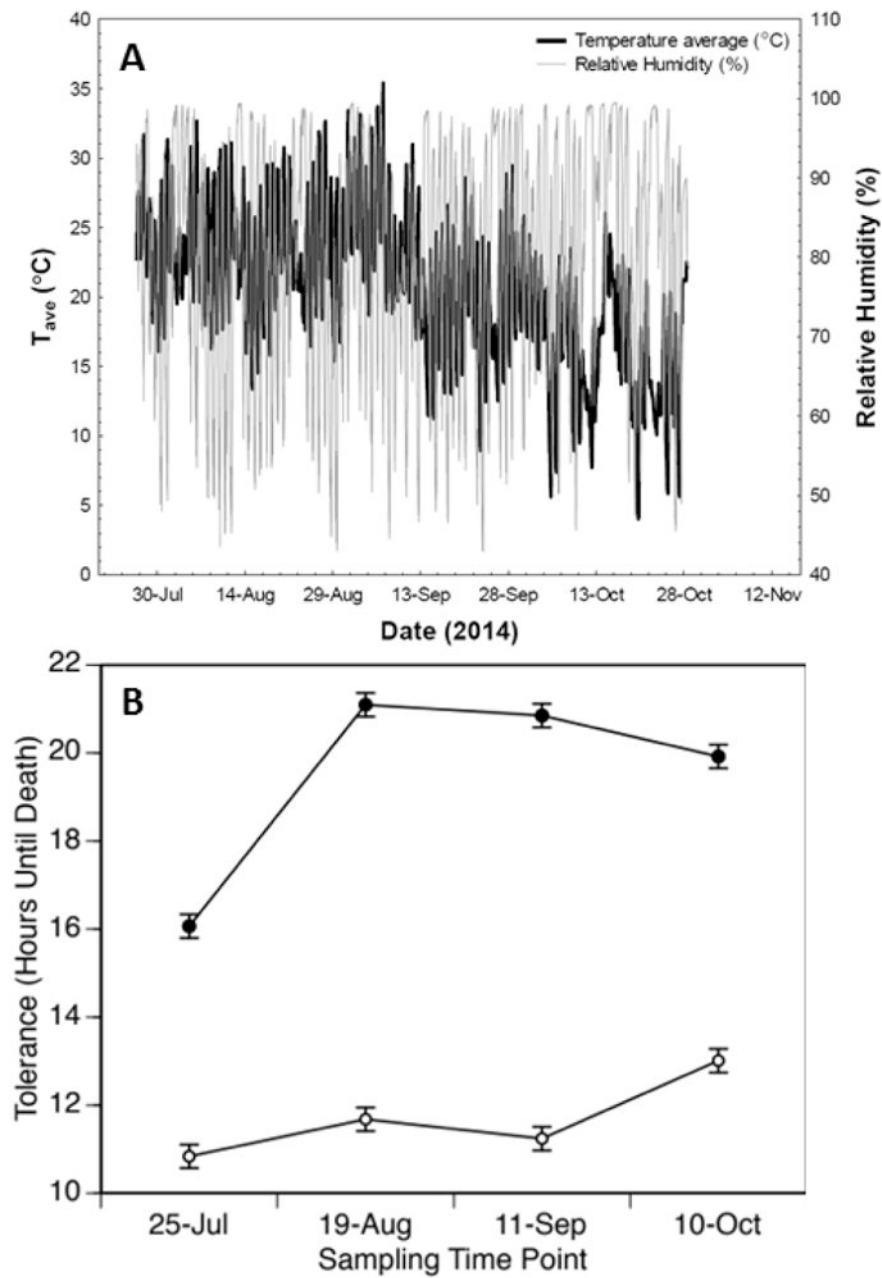 A
Temperature average (°C)
Relative Humidity (%)
40
35
30
25
20
15
10
5
0
T_ave (°C)
110
100
90
80
70
60
50
40
Relative Humidity (%)
30-Jul 14-Aug 29-Aug 13-Sep 28-Sep 13-Oct 28-Oct 12-Nov
Date (2014)
B
22
20
18
16
14
12
10
Tolerance (Hours Until Death)
25-Jul 19-Aug 11-Sep 10-Oct
Sampling Time Point